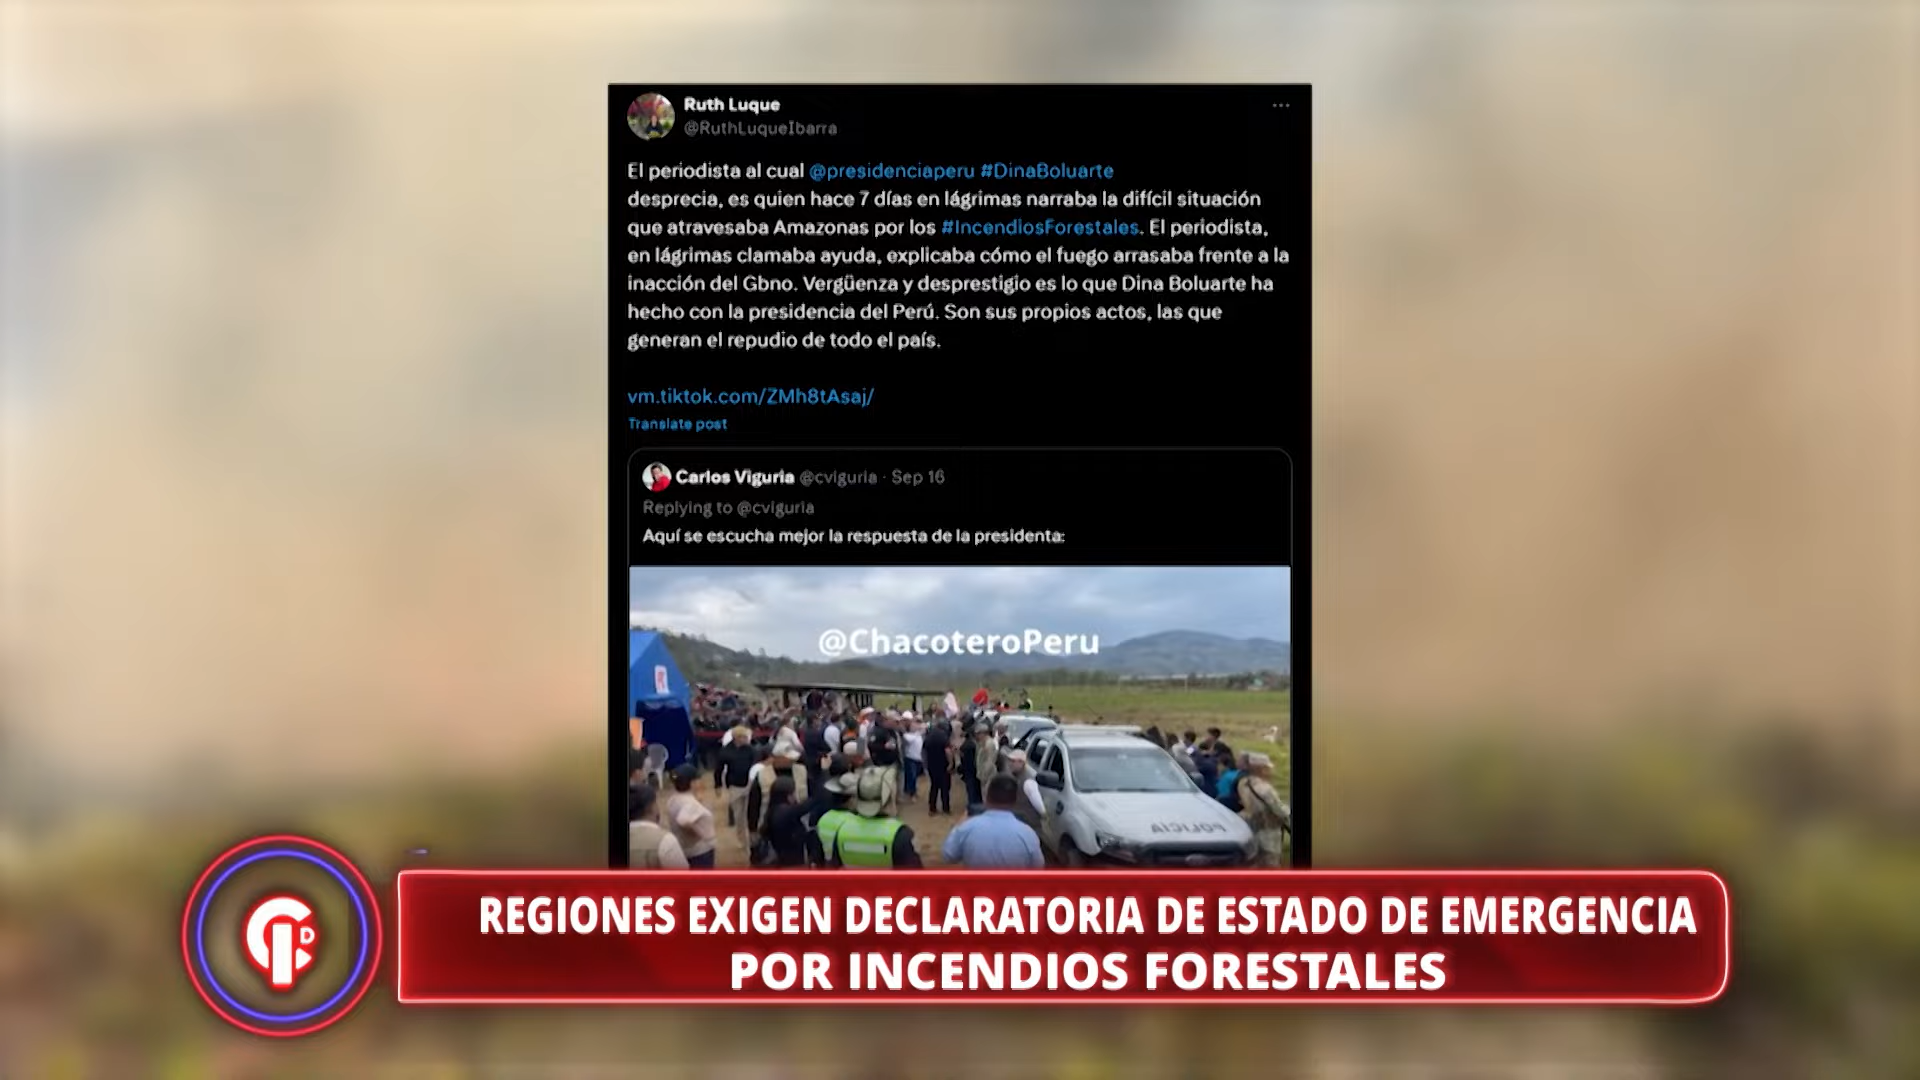 Ruth Luque
@RuthLuqueIbarra
El periodista al cual @presidenciaperu #DinaBoluarte
desprecia, es quien hace 7 días en lágrimas narraba la difícil situación
que atravesaba Amazonas por los #IncendiosForestales. El periodista,
en lágrimas clamaba ayuda, explicaba cómo el fuego arrasaba frente a la
inacción del Gbno. Vergüenza y desprestigio es lo que Dina Boluarte ha
hecho con la presidencia del Perú. Son sus propios actos, las que
generan el repudio de todo el país.
vm.tiktok.com/ZMh8tAsaj/
Translate post
Carlos Viguria @cviguria · Sep 16
Replying to @cviguria
Aquí se escucha mejor la respuesta de la presidenta:
@ChacoteroPeru
POLICIA
REGIONES EXIGEN DECLARATORIA DE ESTADO DE EMERGENCIA
POR INCENDIOS FORESTALES